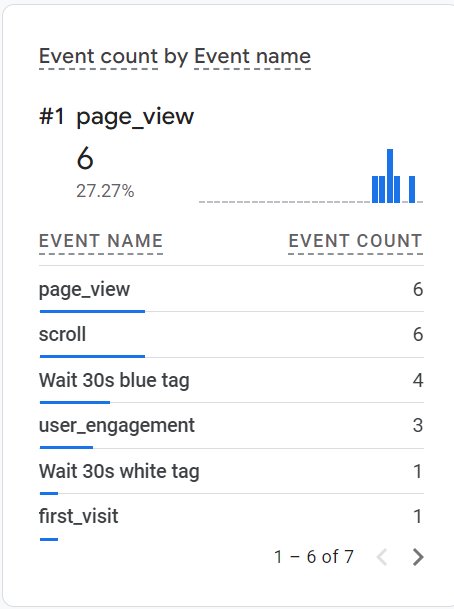 Event count by Event name
#1 page_view
6
27.27%
EVENT NAME EVENT COUNT
page_view 6
scroll 6
Wait 30s blue tag 4
user_engagement 3
Wait 30s white tag 1
first_visit 1
1 – 6 of 7